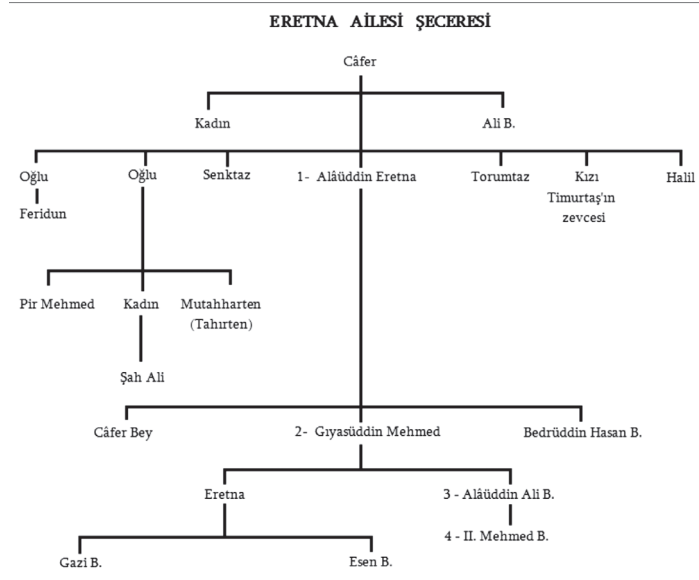 ERETNA AİLESİ ŞECERESİ
Câfer
Kadın Ali B.
Oğlu Oğlu Senktaz 1- Alâüddin Eretna Torumtaz Kızı Halil
Feridun Timurtaş'ın
zevcesi
Pir Mehmed Kadın Mutahharten
(Tahırten)
Şah Ali
Câfer Bey 2- Gıyasüddin Mehmed Bedrüddin Hasan B.
Eretna 3 - Alâüddin Ali B.
4 - II. Mehmed B.
Gazi B. Esen B.